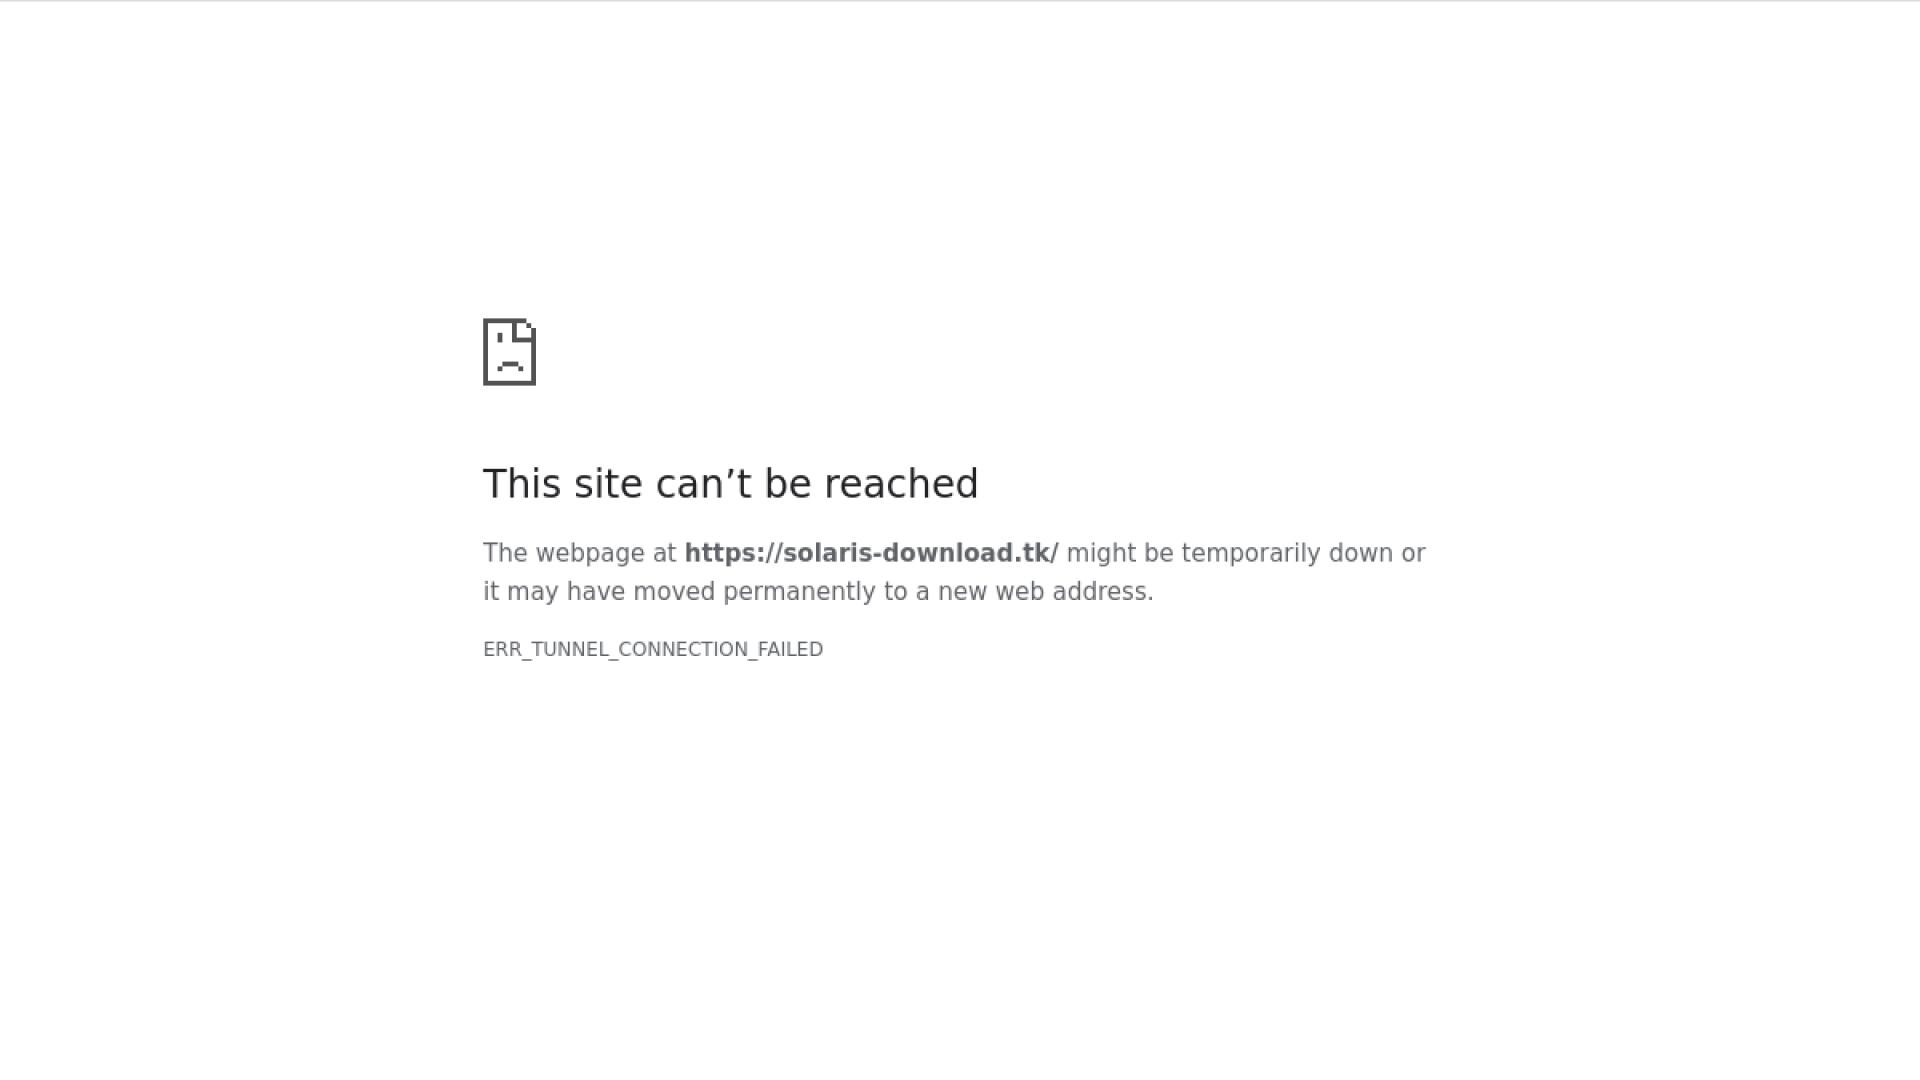 This site can’t be reached
The webpage at https://solaris-download.tk/ might be temporarily down or
it may have moved permanently to a new web address.
ERR_TUNNEL_CONNECTION_FAILED